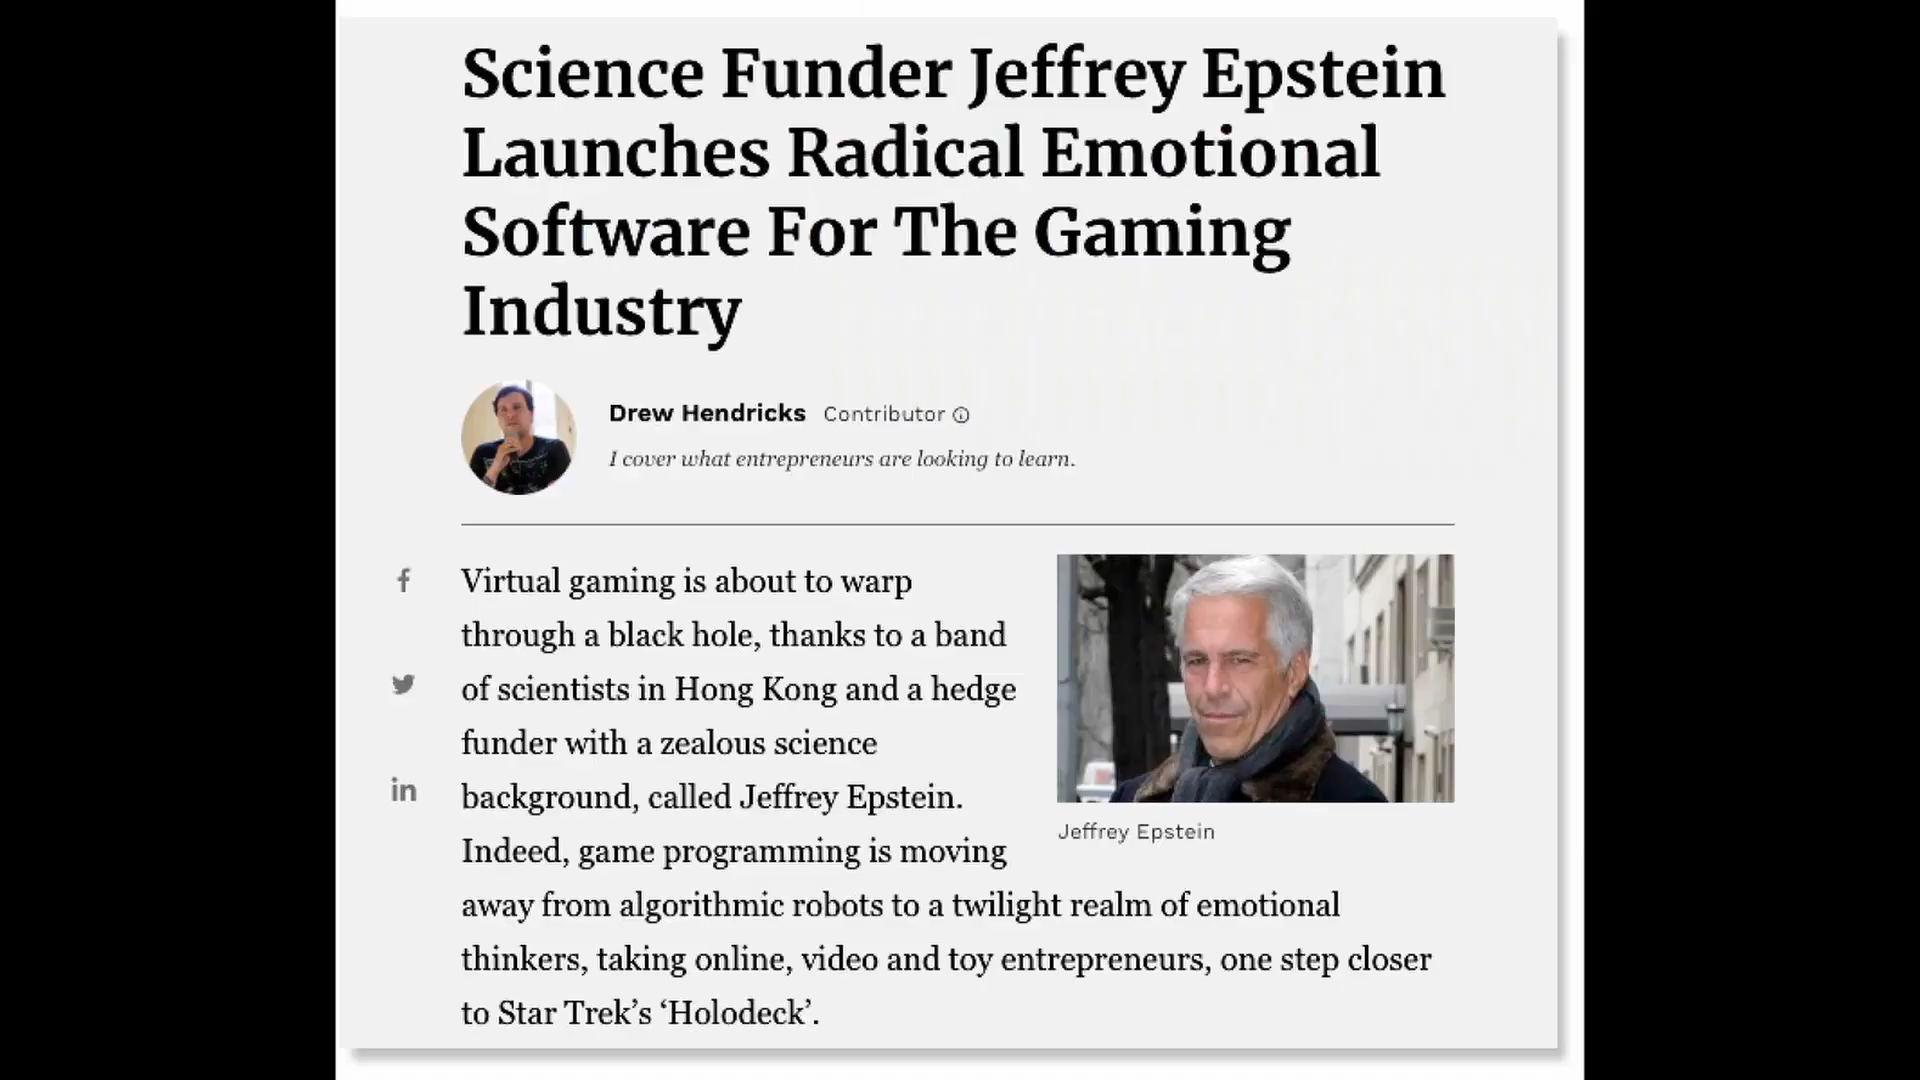 Science Funder Jeffrey Epstein
Launches Radical Emotional
Software For The Gaming
Industry
Drew Hendricks Contributor
I cover what entrepreneurs are looking to learn.
Virtual gaming is about to warp
through a black hole, thanks to a band
of scientists in Hong Kong and a hedge
funder with a zealous science
background, called Jeffrey Epstein.
Indeed, game programming is moving
away from algorithmic robots to a twilight realm of emotional
thinkers, taking online, video and toy entrepreneurs, one step closer
to Star Trek’s ‘Holodeck’.
Jeffrey Epstein